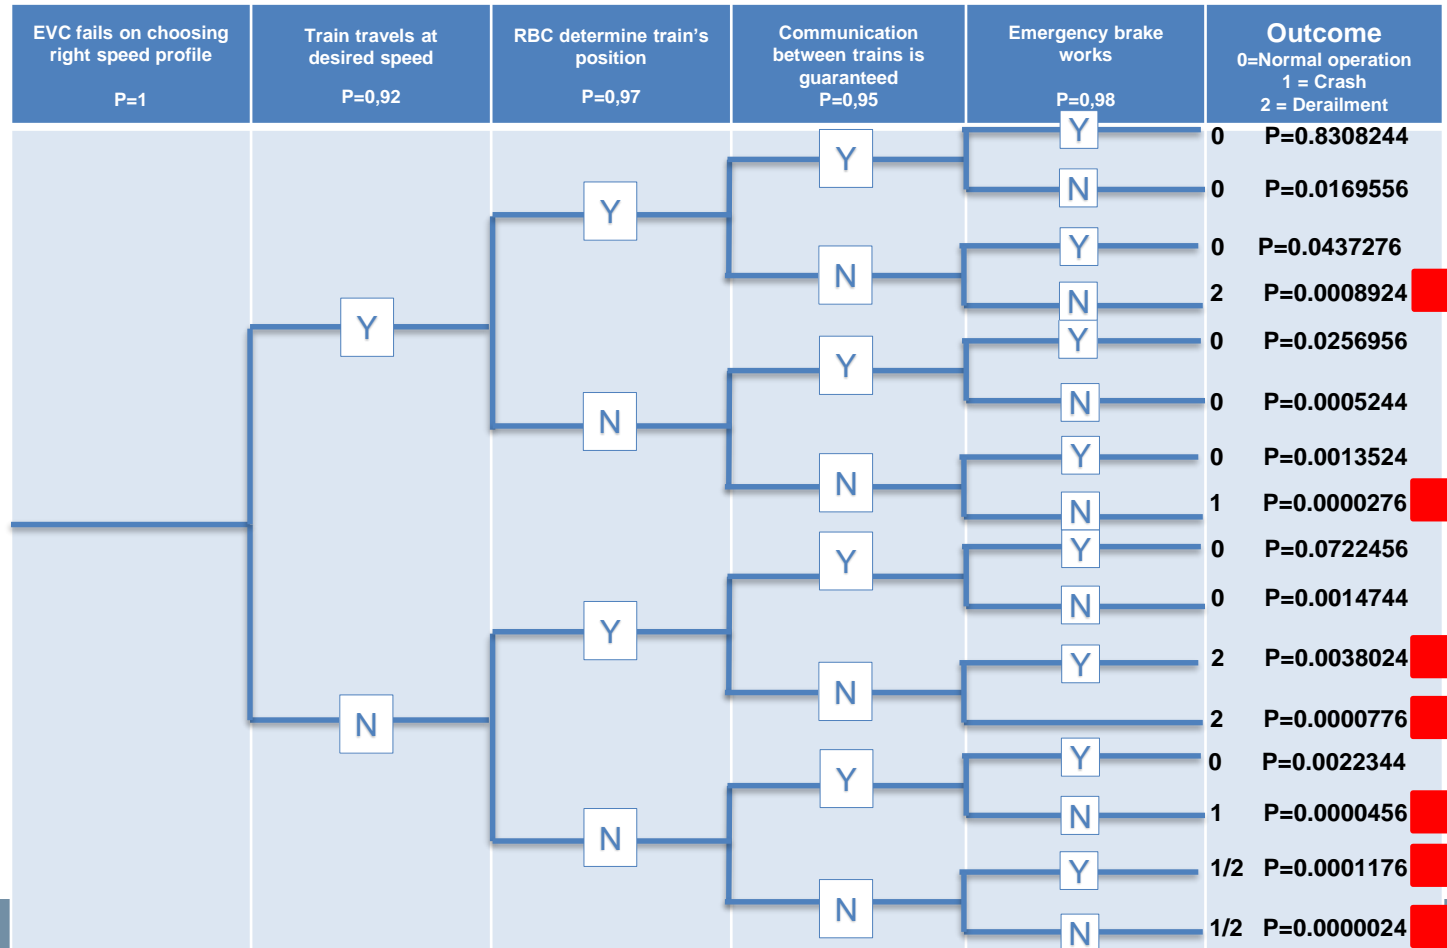 EVC fails on choosing
right speed profile
P=1
Train travels at
desired speed
P=0,92
RBC determine train's
position
P=0,97
Communication
between trains is
guaranteed
P=0,95
Emergency brake
works
P=0,98
Outcome
0=Normal operation
1 = Crash
2 = Derailment
Y
N
Y
N
Y
N
Y
N
Y
N
Y
N
Y
N
Y
N
Y
N
Y
N
Y
N
Y
N
Y
Y
N
Y
N
0 P=0.8308244
0 P=0.0169556
0 P=0.0437276
2 P=0.0008924
0 P=0.0256956
0 P=0.0005244
0 P=0.0013524
1 P=0.0000276
0 P=0.0722456
0 P=0.0014744
2 P=0.0038024
2 P=0.0000776
0 P=0.0022344
1 P=0.0000456
1/2 P=0.0001176
1/2 P=0.0000024